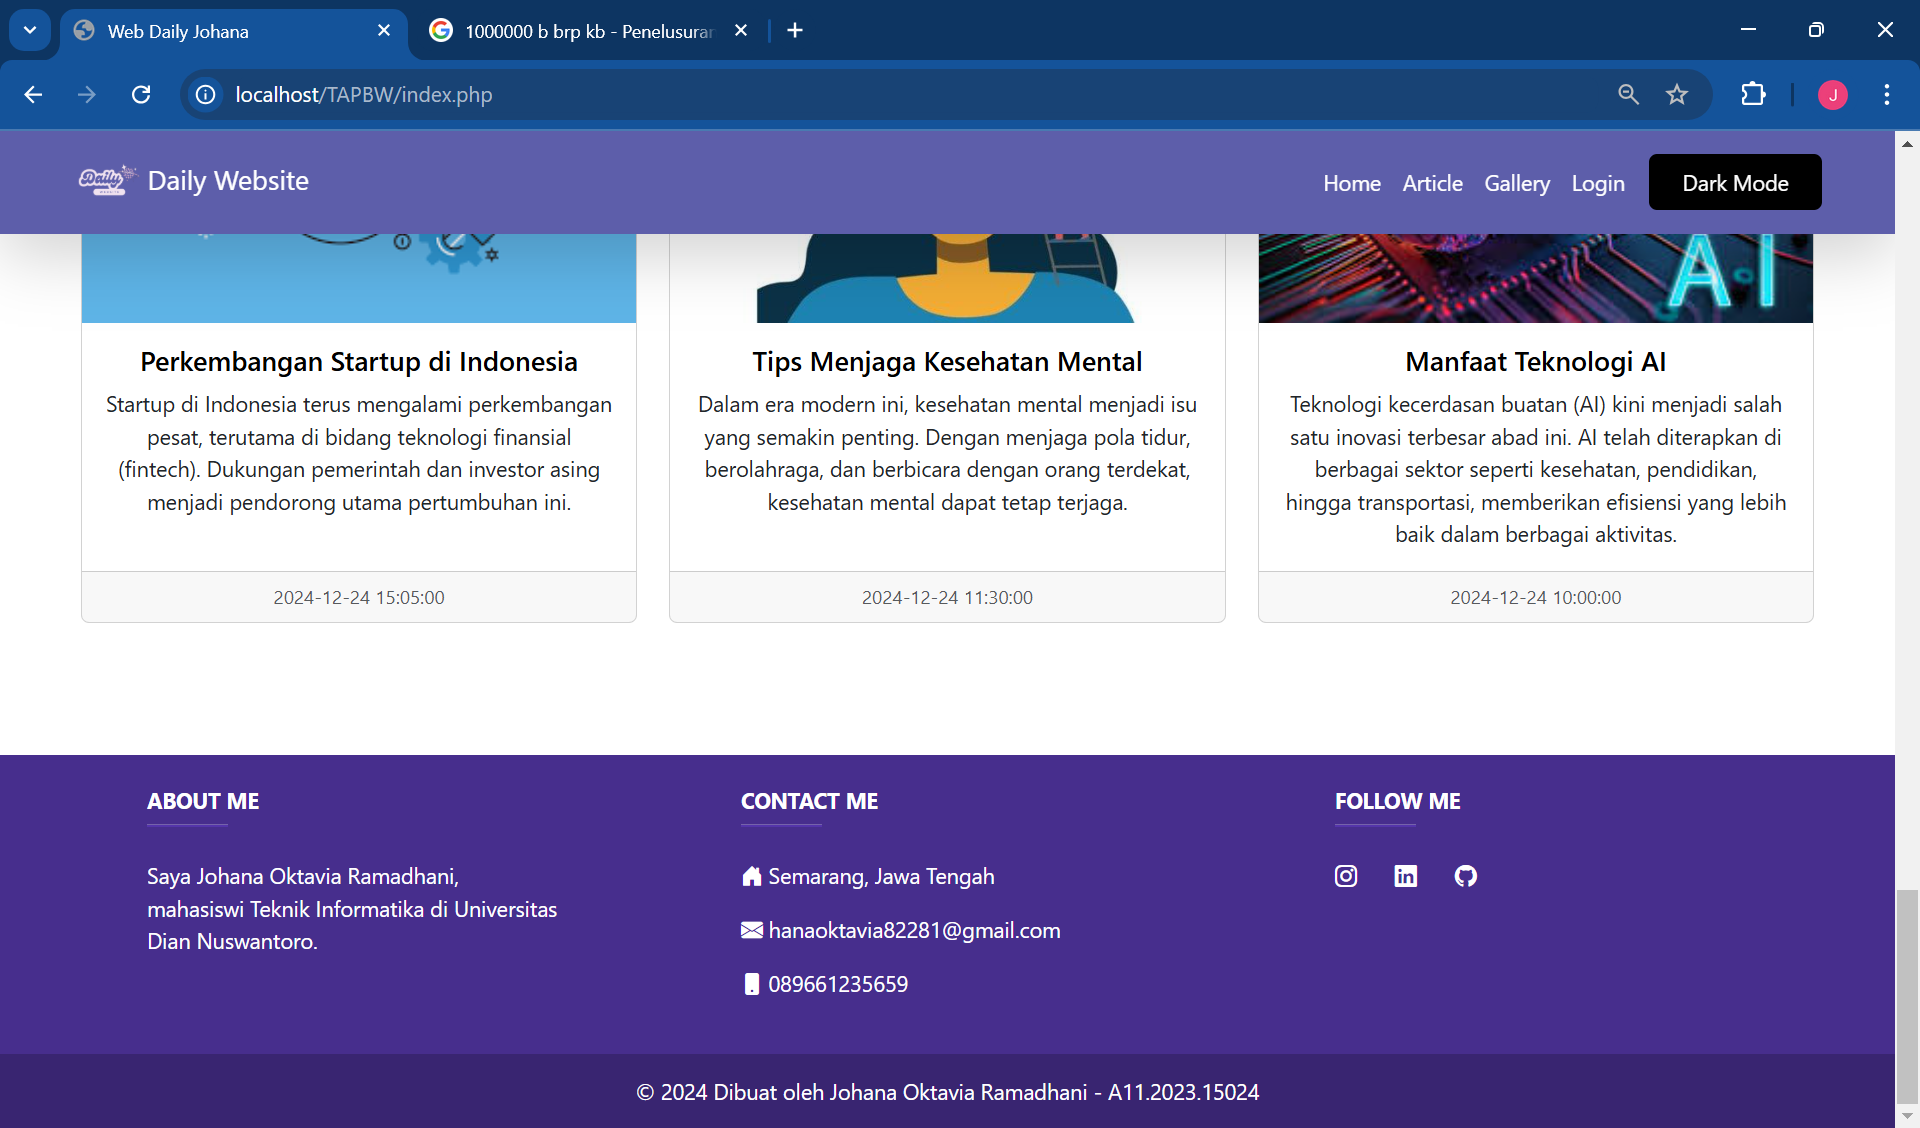 Web Daily Johana
1000000 b brp kb - Penelusuran
localhost/TAPBW/index.php
J
Daily
Daily Website
Home
Article
Gallery
Login
Dark Mode
AI
Perkembangan Startup di Indonesia
Startup di Indonesia terus mengalami perkembangan
pesat, terutama di bidang teknologi finansial
(fintech). Dukungan pemerintah dan investor asing
menjadi pendorong utama pertumbuhan ini.
2024-12-24 15:05:00
Tips Menjaga Kesehatan Mental
Dalam era modern ini, kesehatan mental menjadi isu
yang semakin penting. Dengan menjaga pola tidur,
berolahraga, dan berbicara dengan orang terdekat,
kesehatan mental dapat tetap terjaga.
2024-12-24 11:30:00
Manfaat Teknologi AI
Teknologi kecerdasan buatan (AI) kini menjadi salah
satu inovasi terbesar abad ini. AI telah diterapkan di
berbagai sektor seperti kesehatan, pendidikan,
hingga transportasi, memberikan efisiensi yang lebih
baik dalam berbagai aktivitas.
2024-12-24 10:00:00
ABOUT ME
Saya Johana Oktavia Ramadhani,
mahasiswi Teknik Informatika di Universitas
Dian Nuswantoro.
CONTACT ME
Semarang, Jawa Tengah
hanaoktavia82281@gmail.com
089661235659
FOLLOW ME
© 2024 Dibuat oleh Johana Oktavia Ramadhani - A11.2023.15024